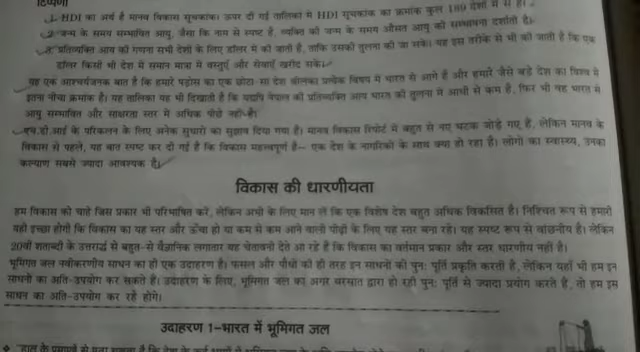 टिप्पणी
1. HDI का अर्थ है मानव विकास सूचकांक। ऊपर दी गई तालिका में HDI सूचकांक का क्रमांक कुल 189 देशों में से है।
2. जन्म के समय सम्भावित आयु, जैसा कि नाम से स्पष्ट है, व्यक्ति की जन्म के समय औसत आयु की सम्भावना दर्शाती है।
3. प्रतिव्यक्ति आय की गणना सभी देशों के लिए डॉलर में की जाती है, ताकि उसकी तुलना की जा सके। यह इस तरीके से भी की जाती है कि एक
डॉलर किसी भी देश में समान मात्रा में वस्तुएँ और सेवाएँ खरीद सके।
यह एक आश्चर्यजनक बात है कि हमारे पड़ोस का एक छोटा सा देश श्रीलंका प्रत्येक विषय में भारत से आगे है और हमारे जैसे बड़े देश का विश्व में
इतना नीचा क्रमांक है। यह तालिका यह भी दिखाती है कि यद्यपि नेपाल की प्रतिव्यक्ति आय भारत की तुलना में आधी से कम है, फिर भी वह भारत से
आयु सम्भावित और साक्षरता स्तर में अधिक पीछे नहीं है।
एच.डी.आई के परिकलन के लिए अनेक सुधारों का सुझाव दिया गया है। मानव विकास रिपोर्ट में बहुत से नए घटक जोड़े गए हैं, लेकिन मानव के
विकास से पहले, यह बात स्पष्ट कर दी गई है कि विकास महत्वपूर्ण है– एक देश के नागरिकों के साथ क्या हो रहा है। लोगों का स्वास्थ्य, उनका
कल्याण सबसे ज्यादा आवश्यक है।
विकास की धारणीयता
हम विकास को चाहे जिस प्रकार भी परिभाषित करें, लेकिन अभी के लिए मान लें कि एक विशेष देश बहुत अधिक विकसित है। निश्चित रूप से हमारी
यही इच्छा होगी कि विकास का यह स्तर और ऊँचा हो या कम से कम आने वाली पीढ़ी के लिए यह स्तर बना रहे। यह स्पष्ट रूप से वांछनीय है। लेकिन
20वीं शताब्दी के उत्तरार्द्ध से बहुत-से वैज्ञानिक लगातार यह चेतावनी देते आ रहे हैं कि विकास का वर्तमान प्रकार और स्तर धारणीय नहीं है।
भूमिगत जल नवीकरणीय साधन का ही एक उदाहरण है। फसल और पौधों की ही तरह इन साधनों की पुनः पूर्ति प्रकृति करती है, लेकिन यहाँ भी हम इन
साधनों का अति-उपयोग कर सकते हैं। उदाहरण के लिए, भूमिगत जल का अगर बरसात द्वारा हो रही पुनः पूर्ति से ज्यादा प्रयोग करते हैं, तो हम इस
साधन का अति-उपयोग कर रहे होंगे।
उदाहरण 1–भारत में भूमिगत जल